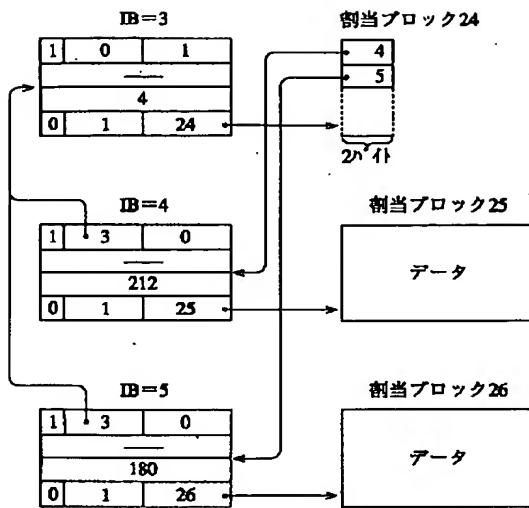 IB=3
割当ブロック24
1 0 1
4
0 1 24
4
5
2バイト
IB=4
割当ブロック25
1 3 0
212
0 1 25
データ
IB=5
割当ブロック26
1 3 0
180
0 1 26
データ